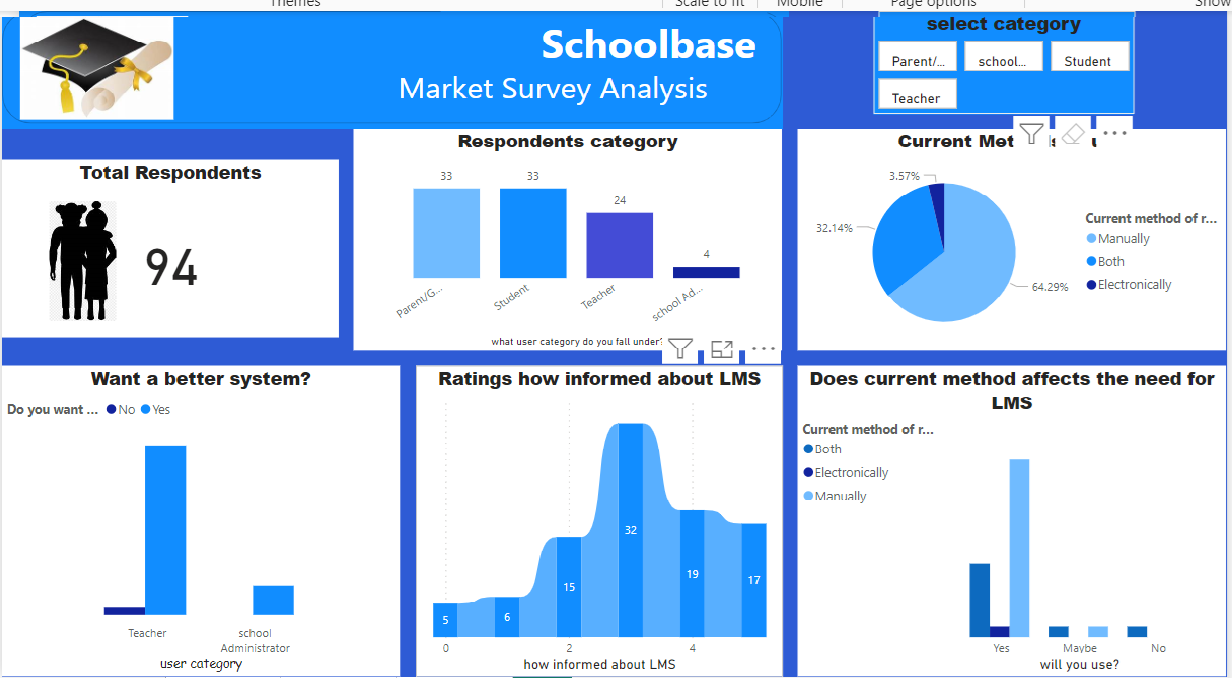 Themes
Scale to fit
Mobile
Page options
Show
Schoolbase
Market Survey Analysis
select category
Parent/...
school...
Student
Teacher
Total Respondents
94
Respondents category
33
33
24
4
Parent/G...
Student
Teacher
school Ad...
what user category do you fall under?
Current Met
3.57%
32.14%
64.29%
Current method of r...
Manually
Both
Electronically
Want a better system?
Do you want ...
No
Yes
Teacher
school
Administrator
user category
Ratings how informed about LMS
5
6
15
32
19
17
0
2
4
how informed about LMS
Does current method affects the need for
LMS
Current method of r...
Both
Electronically
Manually
Yes
Maybe
No
will you use?